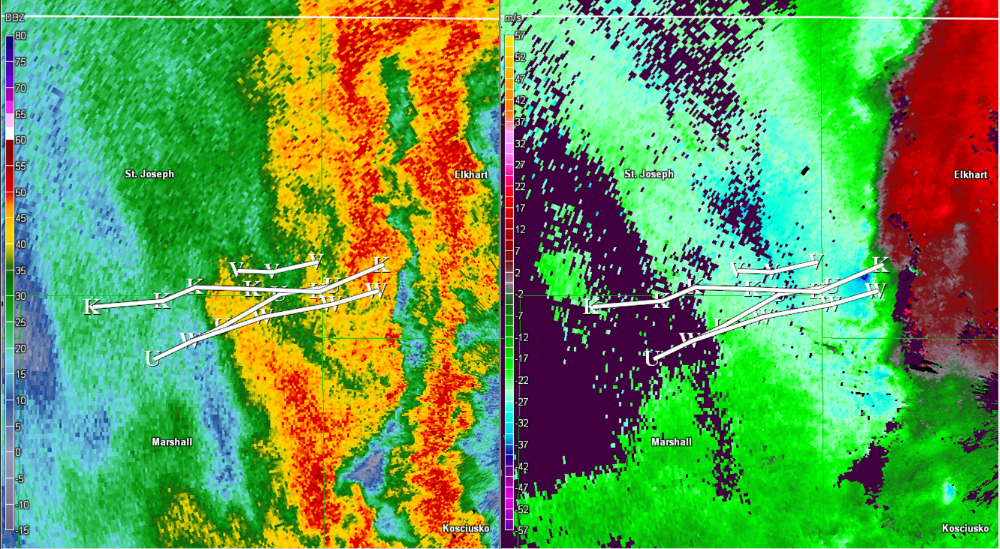 DBZ
80
75
70
65
60
55
50
45
40
35
30
25
20
15
10
5
0
-5
-10
-15
St. Joseph
Elkhart
V V V
K K K K K K
U U U U
W W W W
Marshall
Kosciusko
m/s
57
52
47
42
37
32
27
22
17
12
7
2
-2
-7
-12
-17
-22
-27
-32
-37
-42
-47
-52
-57
St. Joseph
Elkhart
V V V
K K K K K K
U U U U
W W W W
Marshall
Kosciusko